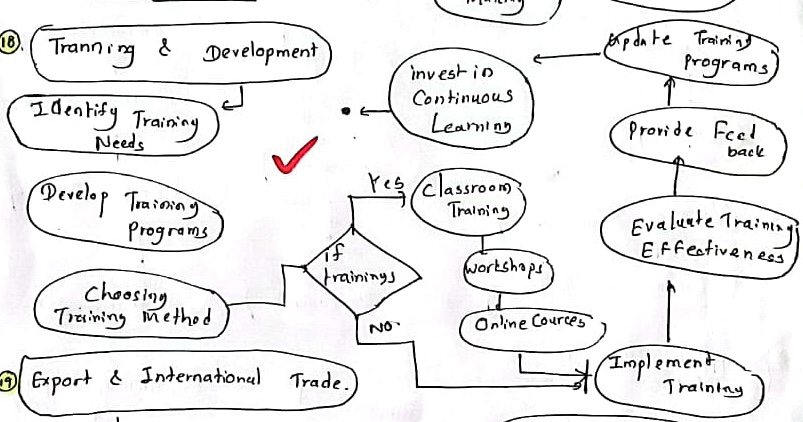 18.
Tranning & Development
Identify Training
Needs
Develop Training
Programs
Choosing
Training Method
if
trainings
Yes
Classroom
Training
Workshops
Online Cources
NO.
Implement
Training
Evaluate Training
Effectiveness
Provide Feed
back
Update Training
Programs
invest in
Continuous
Learning
19
Export & International Trade.